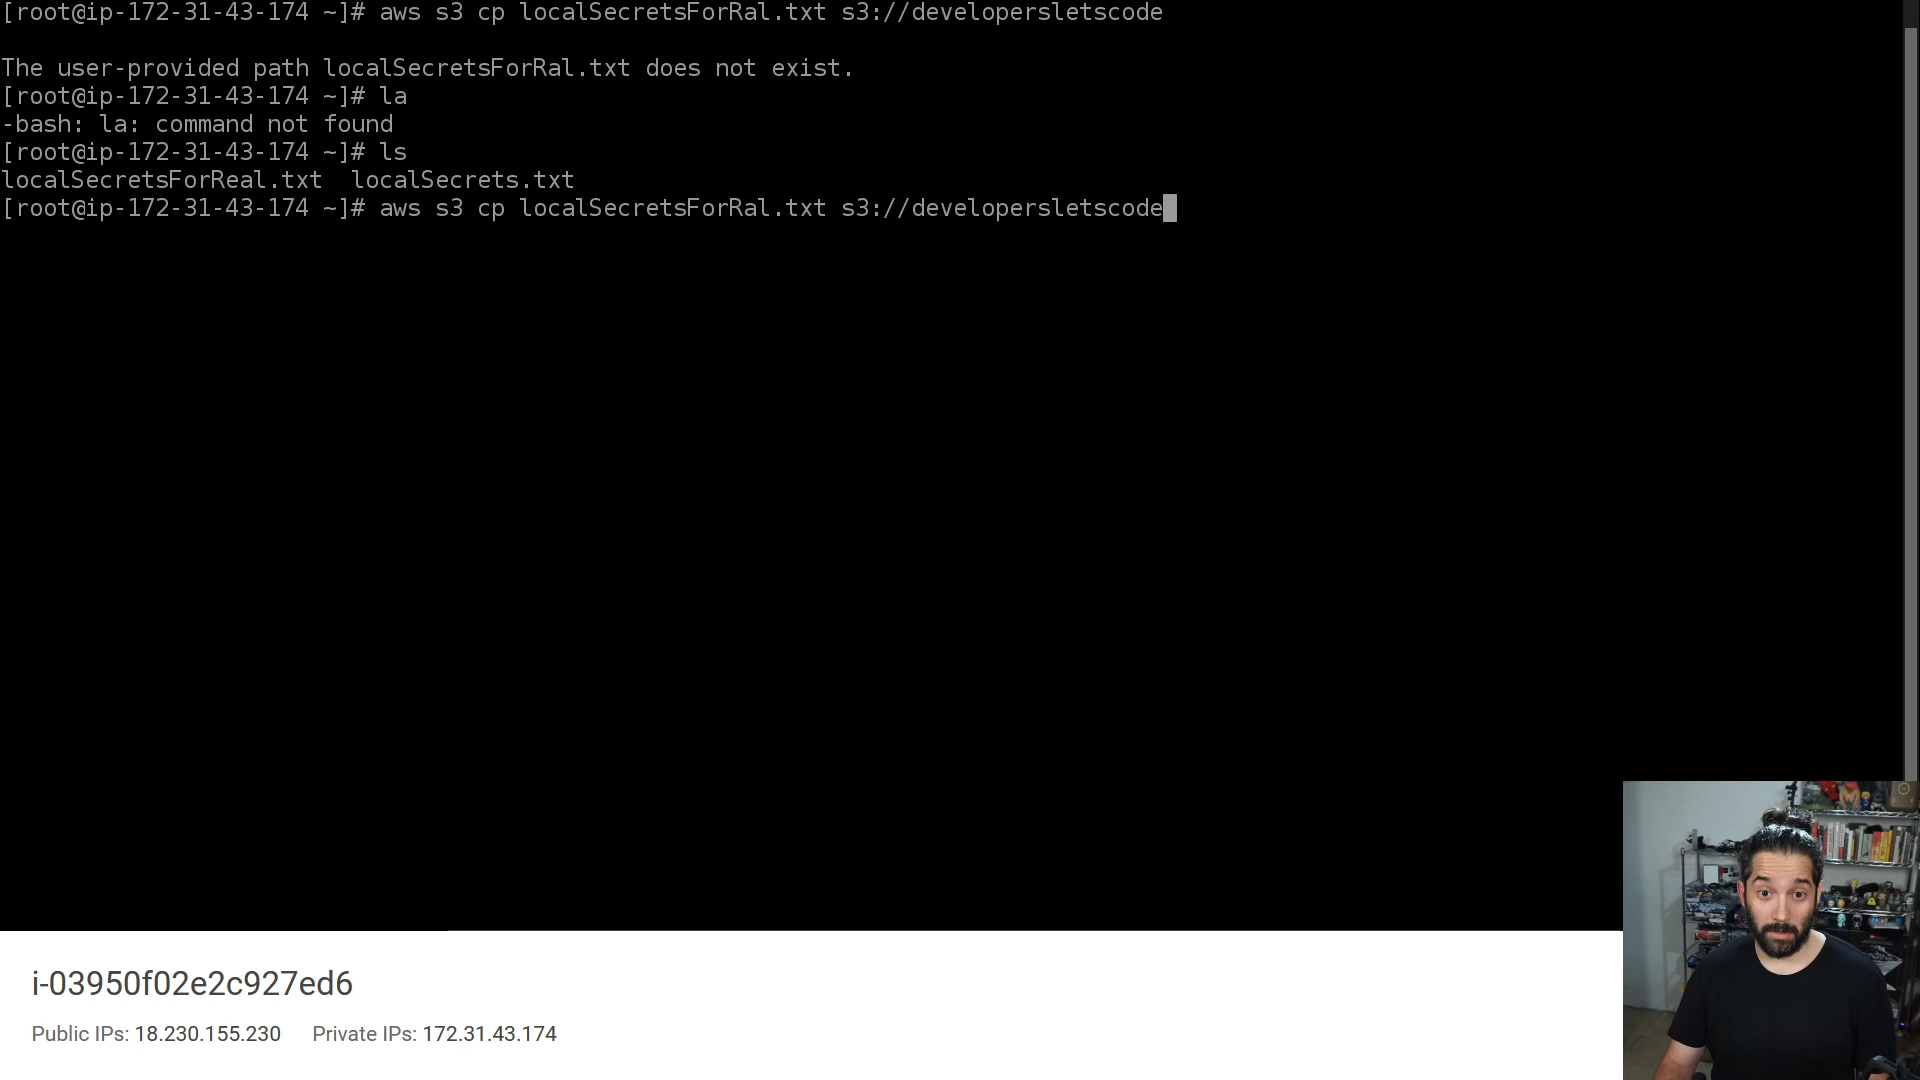 [root@ip-172-31-43-174 ~]# aws s3 cp localSecretsForRal.txt s3://developersletscode
The user-provided path localSecretsForRal.txt does not exist.
[root@ip-172-31-43-174 ~]# la
-bash: la: command not found
[root@ip-172-31-43-174 ~]# ls
localSecretsForReal.txt  localSecrets.txt
[root@ip-172-31-43-174 ~]# aws s3 cp localSecretsForRal.txt s3://developersletscode
i-03950f02e2c927ed6
Public IPs: 18.230.155.230 Private IPs: 172.31.43.174